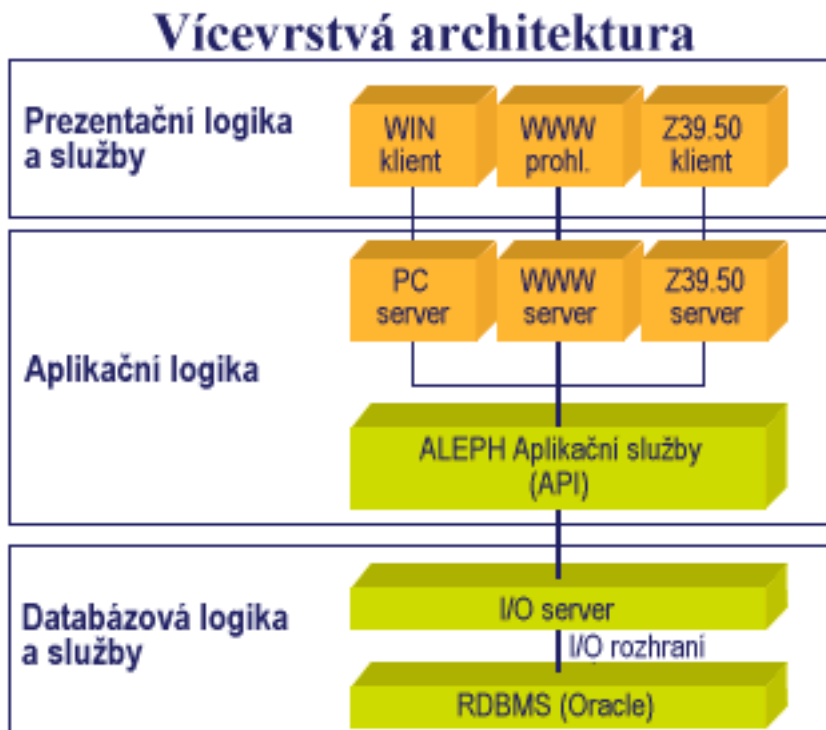 Vícevrstvá architektura
Prezentační logika
a služby
WIN
klient
WWW
prohl.
Z39.50
klient
Aplikační logika
PC
server
WWW
server
Z39.50
server
ALEPH Aplikační služby
(API)
Databázová logika
a služby
I/O server
I/O rozhraní
RDBMS (Oracle)